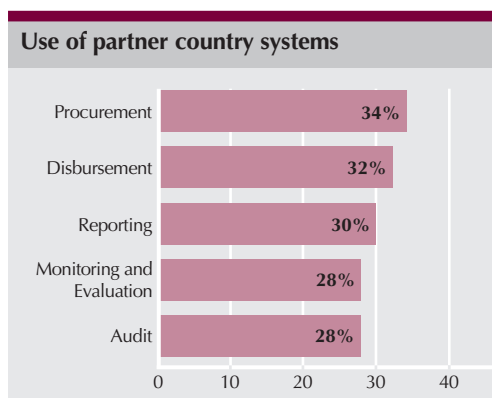 Use of partner country systems
Procurement 34%
Disbursement 32%
Reporting 30%
Monitoring and
Evaluation 28%
Audit 28%
0 10 20 30 40